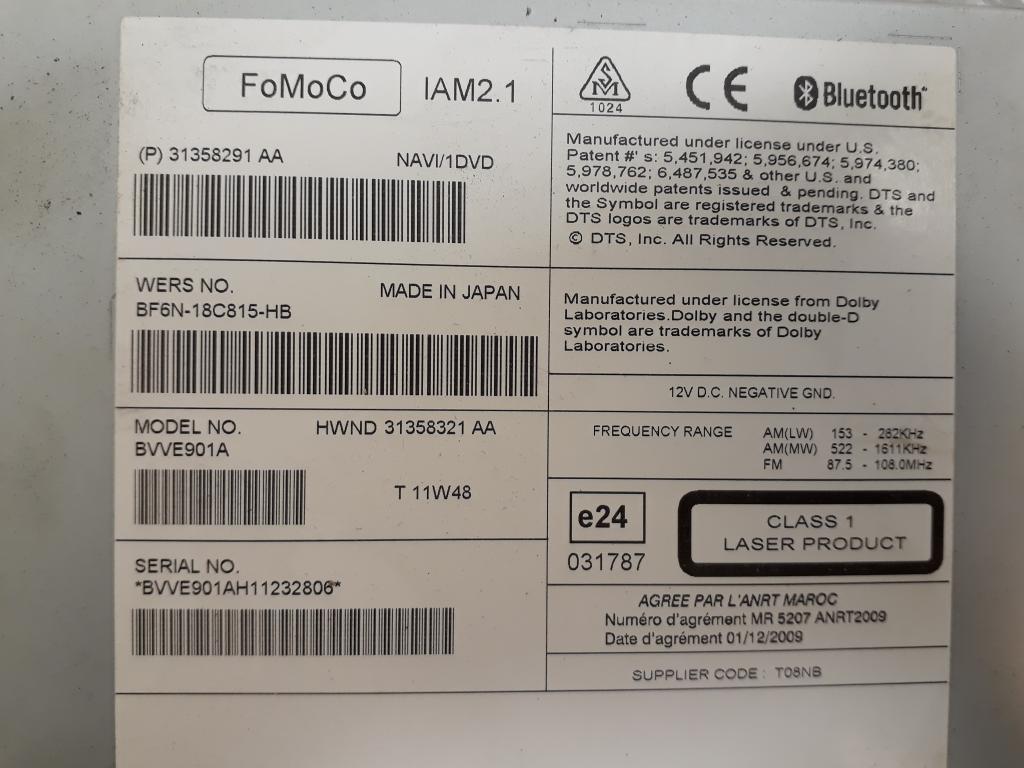 FoMoCo IAM2.1
(P) 31358291 AA NAVI/1DVD
WERS NO. MADE IN JAPAN
BF6N-18C815-HB
MODEL NO. HWND 31358321 AA
BVVE901A
T 11W48
SERIAL NO.
*BVVE901AH11232806*
SM
1024
CE
Bluetooth
Manufactured under license under U.S.
Patent #' s: 5,451,942; 5,956,674; 5,974,380;
5,978,762; 6,487,535 & other U.S. and
worldwide patents issued & pending. DTS and
the Symbol are registered trademarks & the
DTS logos are trademarks of DTS, Inc.
© DTS, Inc. All Rights Reserved.
Manufactured under license from Dolby
Laboratories.Dolby and the double-D
symbol are trademarks of Dolby
Laboratories.
12V D.C. NEGATIVE GND.
FREQUENCY RANGE AM(LW) 153 - 282KHz
AM(MW) 522 - 1611KHz
FM 87.5 - 108.0MHz
e24
031787
CLASS 1
LASER PRODUCT
AGREE PAR L'ANRT MAROC
Numéro d'agrément MR 5207 ANRT2009
Date d'agrément 01/12/2009
SUPPLIER CODE : T08NB